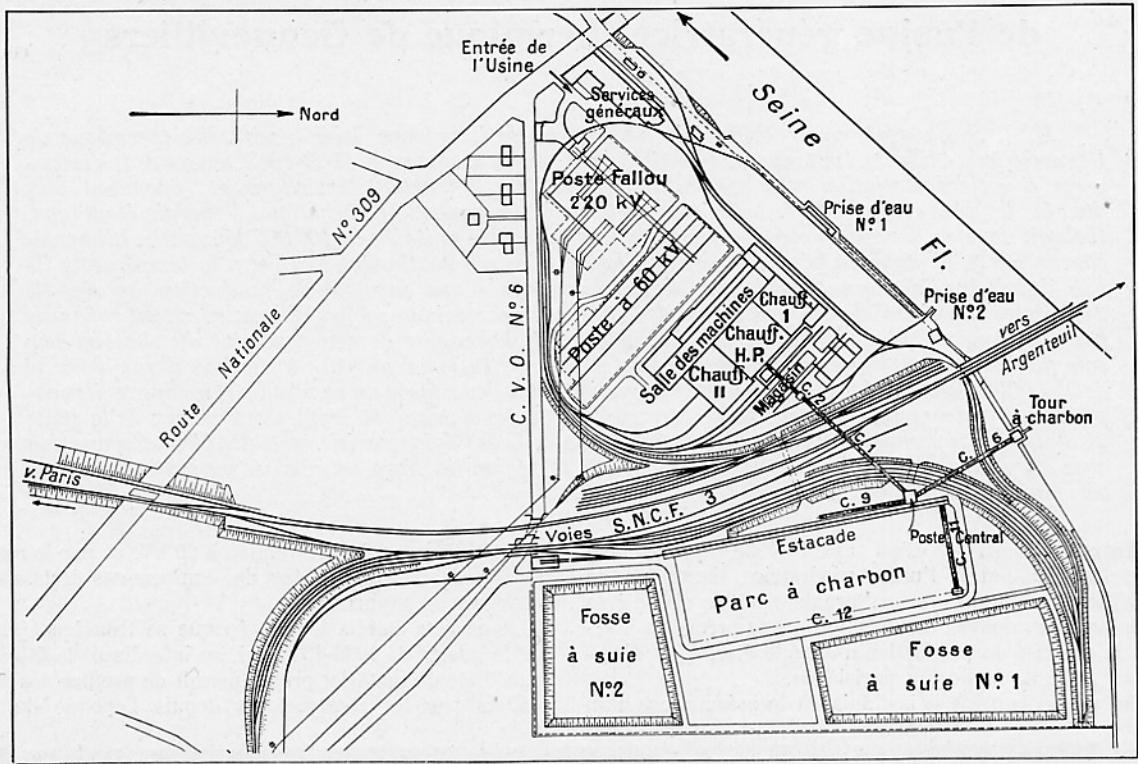 Entrée de
l'Usine
Services
généraux
Seine
Fl.
Nord
Poste Fallou
220 kV
Prise d'eau
N° 1
N° 309
Route
Nationale
C. V. O. N° 6
Poste à 60 kV
Salle des machines
Chauff.
1
Chauff.
H.P.
Chauff.
II
Magasin
C. 2
C. 1
Prise d'eau
N° 2
vers
Argenteuil
Tour
à charbon
C. 6
v. Paris
Voies S.N.C.F. 3
C. 9
Estacade
Poste Central
C. 11
Parc à charbon
C. 12
Fosse
à suie
N° 2
Fosse
à suie N° 1